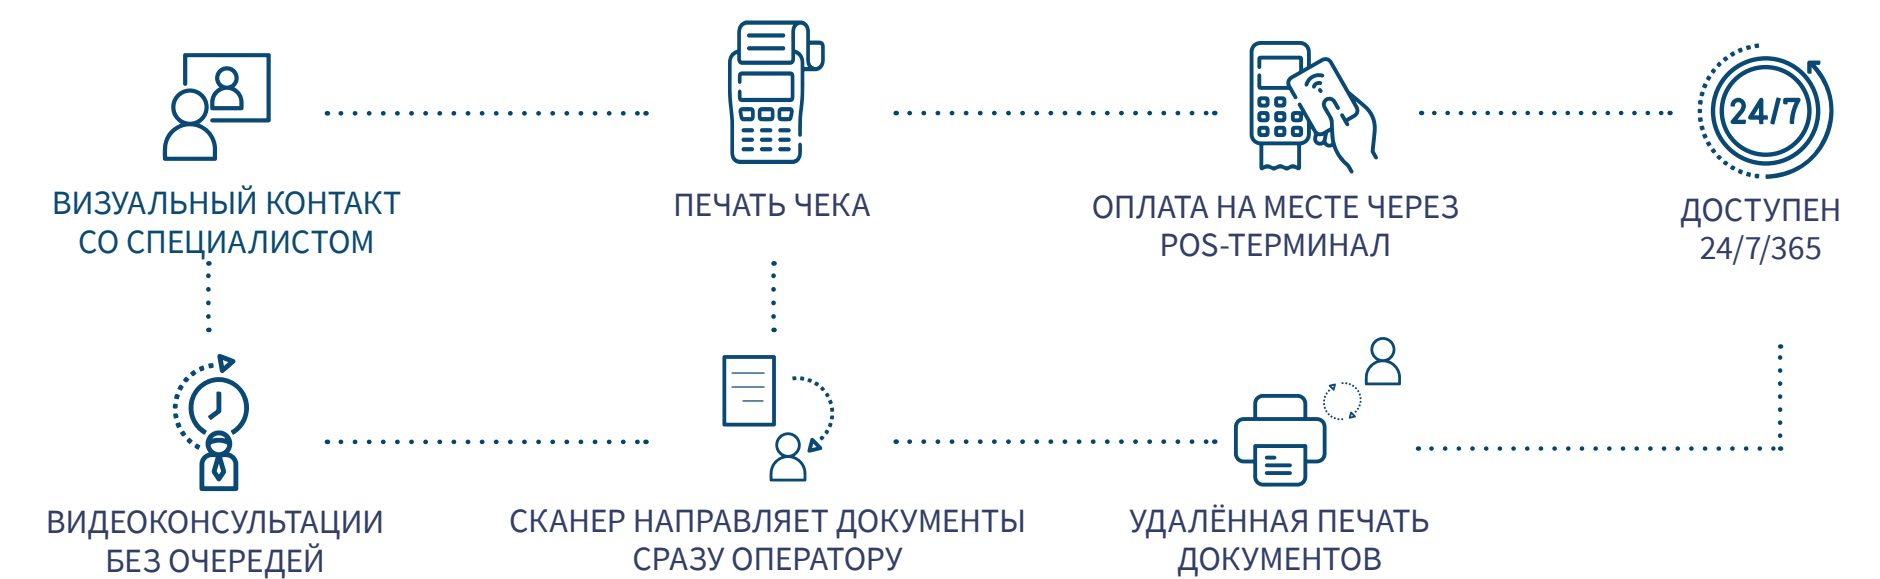 24/7
ВИЗУАЛЬНЫЙ КОНТАКТ
СО СПЕЦИАЛИСТОМ
ПЕЧАТЬ ЧЕКА
ОПЛАТА НА МЕСТЕ ЧЕРЕЗ
POS-ТЕРМИНАЛ
ДОСТУПЕН
24/7/365
ВИДЕОКОНСУЛЬТАЦИИ
БЕЗ ОЧЕРЕДЕЙ
СКАНЕР НАПРАВЛЯЕТ ДОКУМЕНТЫ
СРАЗУ ОПЕРАТОРУ
УДАЛЁННАЯ ПЕЧАТЬ
ДОКУМЕНТОВ